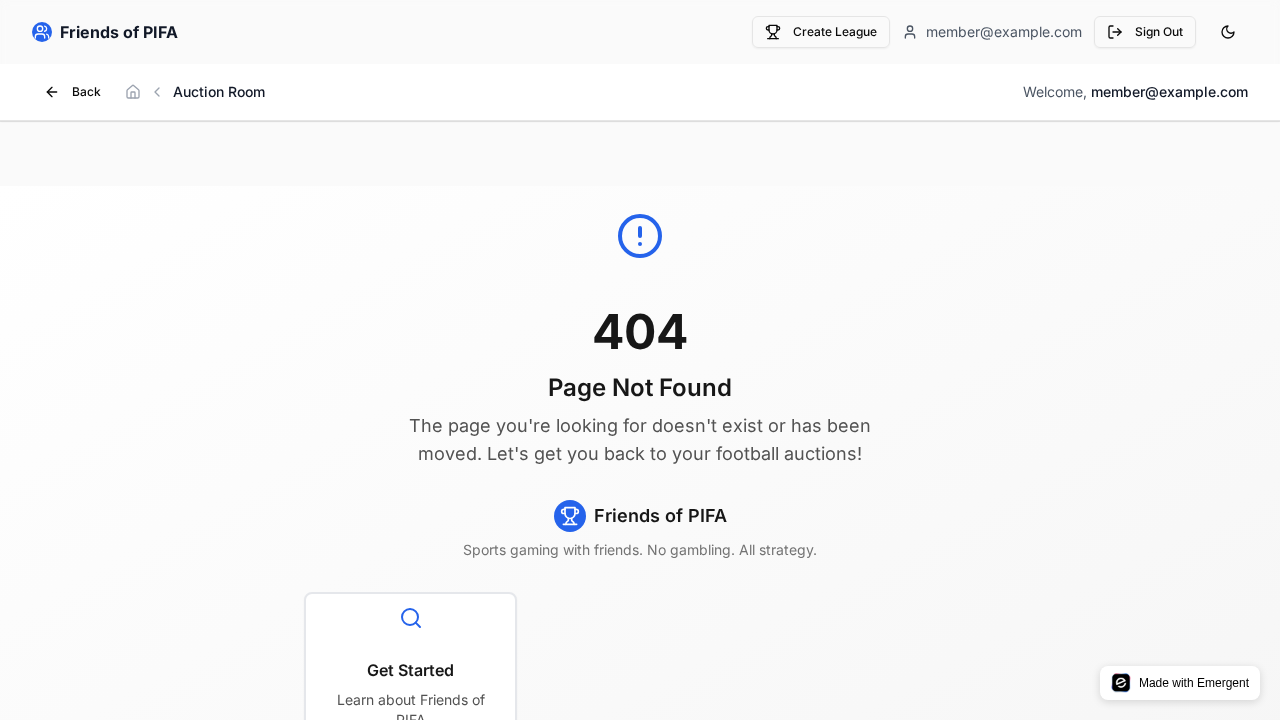 Friends of PIFA
Create League
member@example.com
Sign Out
Back
Auction Room
Welcome, member@example.com
404
Page Not Found
The page you're looking for doesn't exist or has been
moved. Let's get you back to your football auctions!
Friends of PIFA
Sports gaming with friends. No gambling. All strategy.
Get Started
Learn about Friends of
PIFA
Made with Emergent